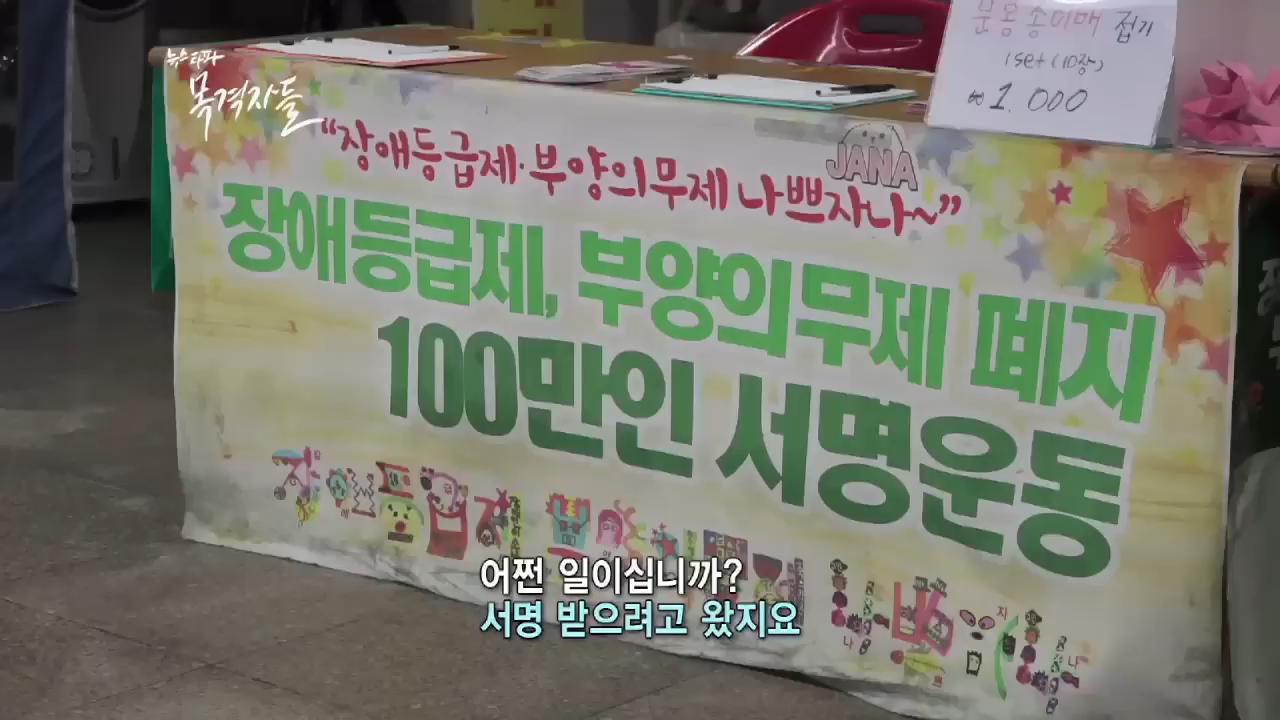 뉴스타파
목격자들
접기
1set (10장)
₩1.000
"장애등급제·부양의무제 나쁘자나~"
JANA
장애등급제, 부양의무제 폐지
100만인 서명운동
어쩐 일이십니까?
서명 받으려고 왔지요